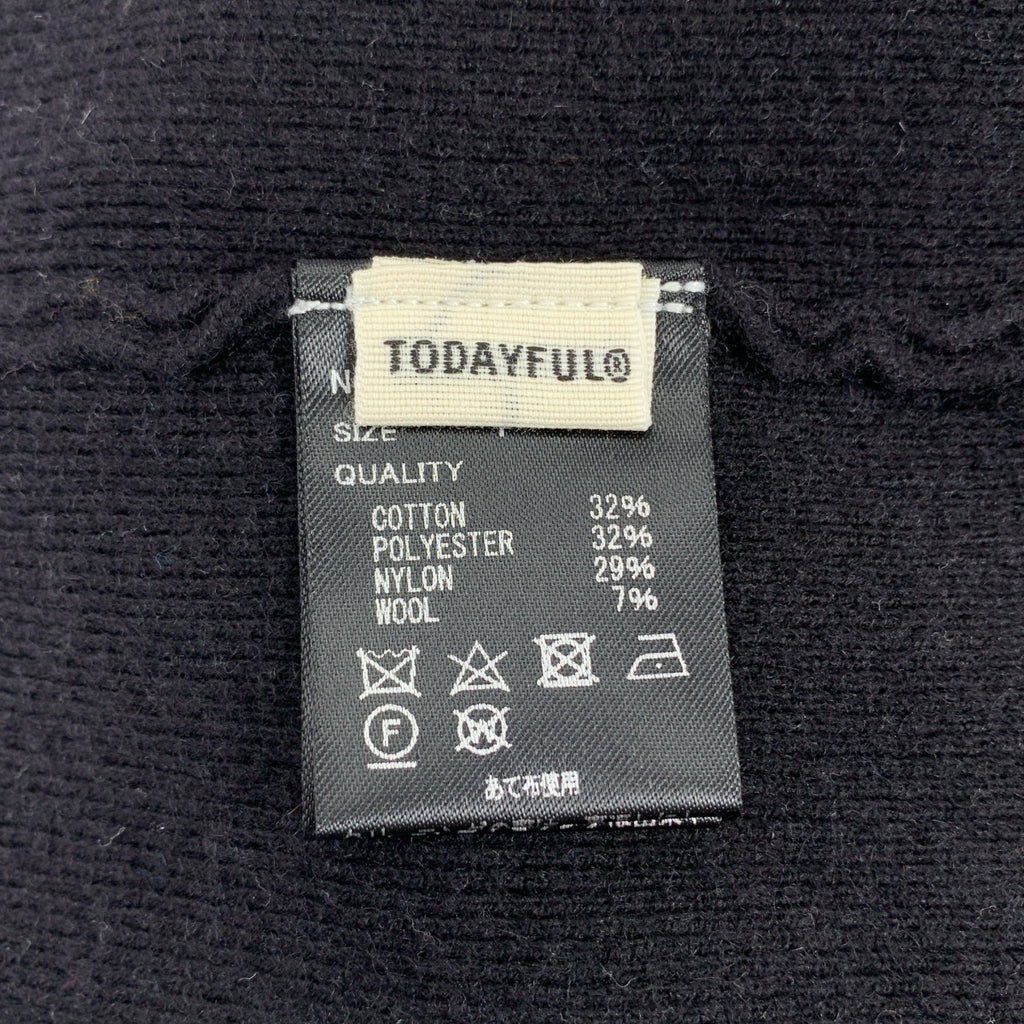 TODAYFUL®
SIZE
QUALITY
COTTON 32%
POLYESTER 32%
NYLON 29%
WOOL 7%
F
W
あて布使用